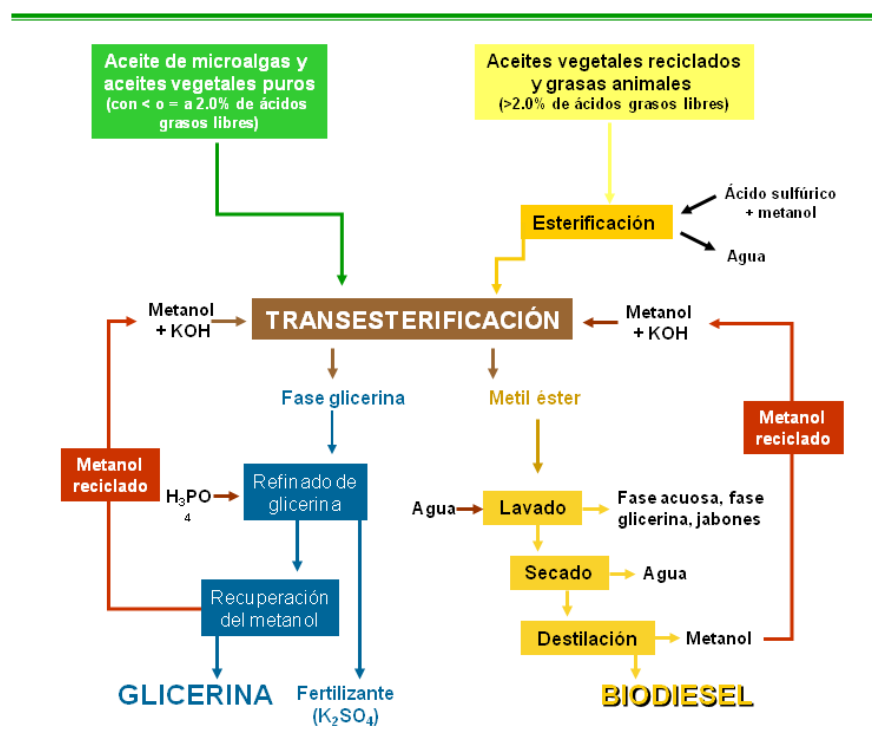 Aceite de microalgas y
aceites vegetales puros
(con < o = a 2.0% de ácidos
grasos libres)
Aceites vegetales reciclados
y grasas animales
(>2.0% de ácidos grasos libres)
Esterificación
Ácido sulfúrico
+ metanol
Agua
Metanol
+ KOH
TRANSESTERIFICACIÓN
Metanol
+ KOH
Fase glicerina
Metil éster
Metanol
reciclado
Metanol
reciclado
H₃PO
4
Refinado de
glicerina
Agua
Lavado
Fase acuosa, fase
glicerina, jabones
Secado
Agua
Recuperación
del metanol
Destilación
Metanol
GLICERINA
Fertilizante
(K₂SO₄)
BIODIESEL